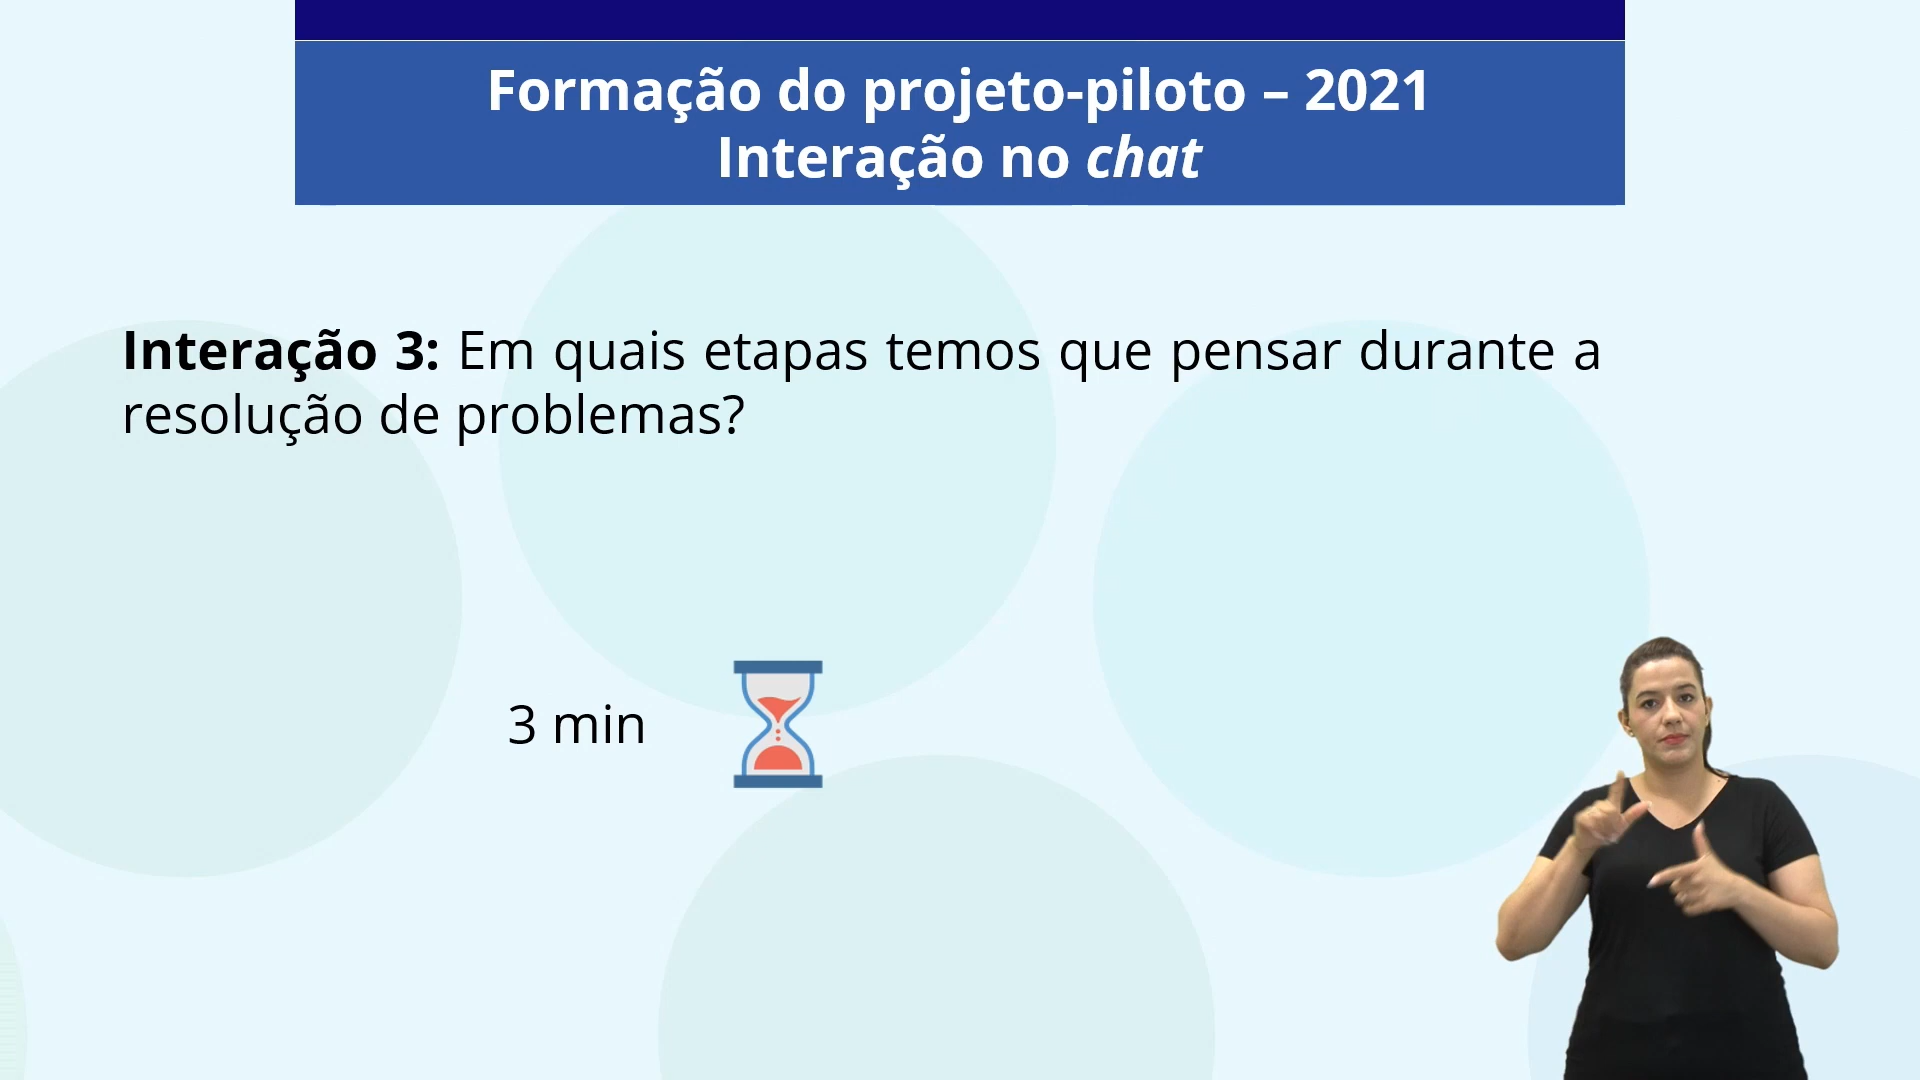 Formação do projeto-piloto – 2021
Interação no chat
Interação 3: Em quais etapas temos que pensar durante a
resolução de problemas?
3 min